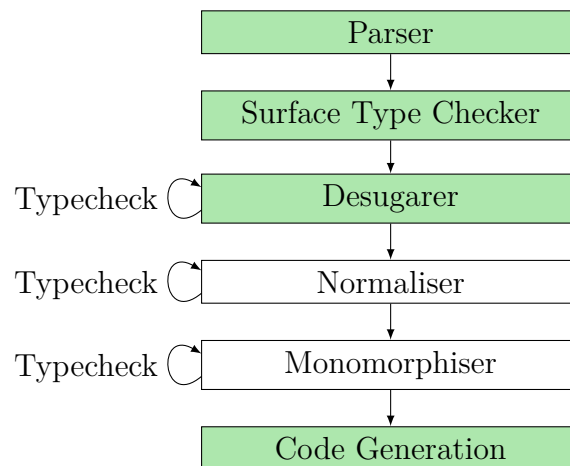 Parser
Surface Type Checker
Typecheck Desugarer
Typecheck Normaliser
Typecheck Monomorphiser
Code Generation